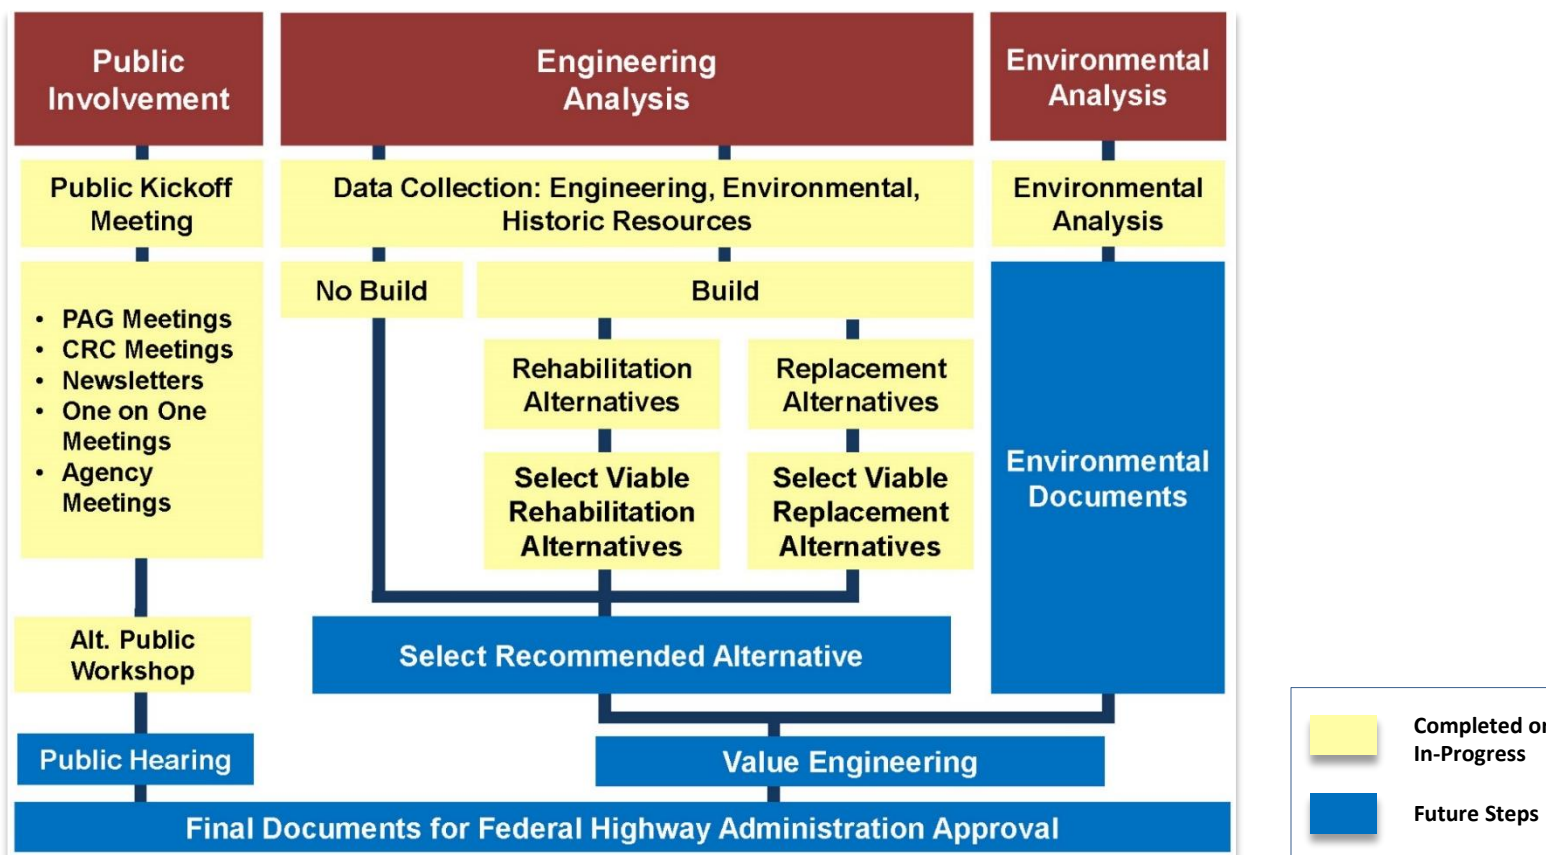 Public
Involvement
Engineering
Analysis
Environmental
Analysis
Public Kickoff
Meeting
Data Collection: Engineering, Environmental,
Historic Resources
Environmental
Analysis
• PAG Meetings
• CRC Meetings
• Newsletters
• One on One
Meetings
• Agency
Meetings
No Build
Build
Rehabilitation
Alternatives
Replacement
Alternatives
Select Viable
Rehabilitation
Alternatives
Select Viable
Replacement
Alternatives
Environmental
Documents
Alt. Public
Workshop
Select Recommended Alternative
Public Hearing
Value Engineering
Final Documents for Federal Highway Administration Approval
Completed or
In-Progress
Future Steps